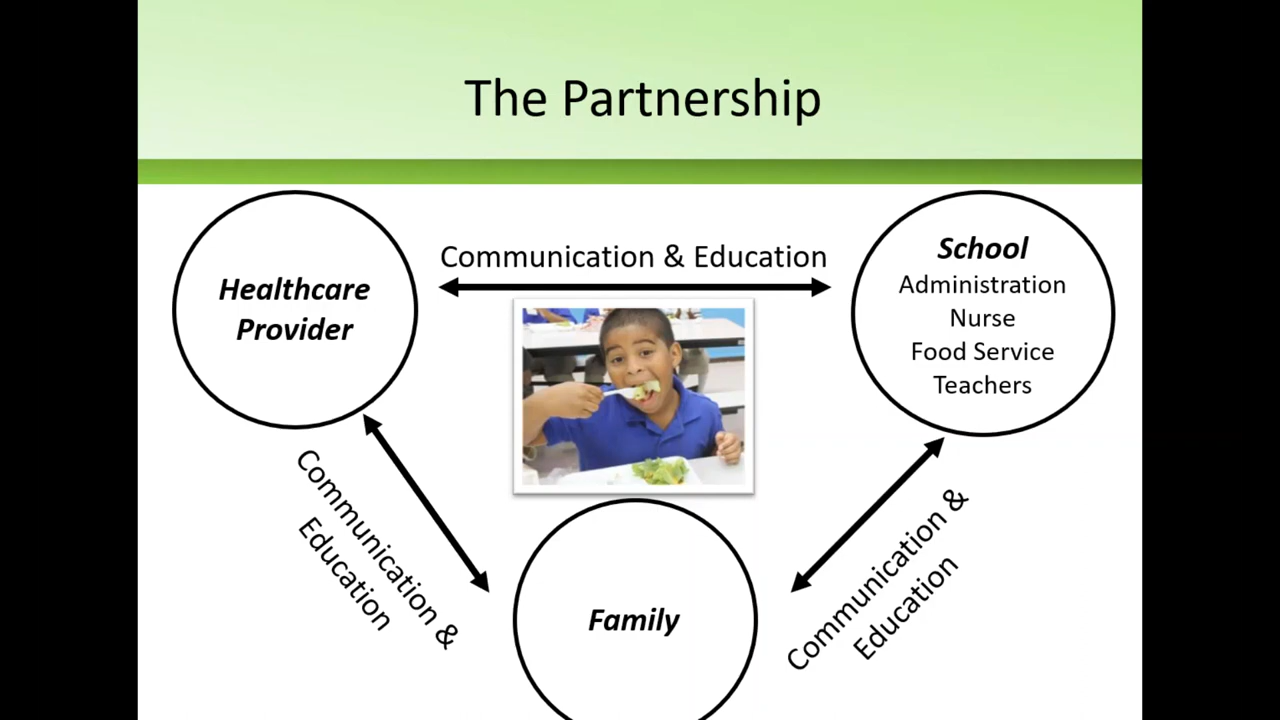 The Partnership
Communication & Education
Healthcare
Provider
School
Administration
Nurse
Food Service
Teachers
Communication &
Education
Communication &
Education
Family